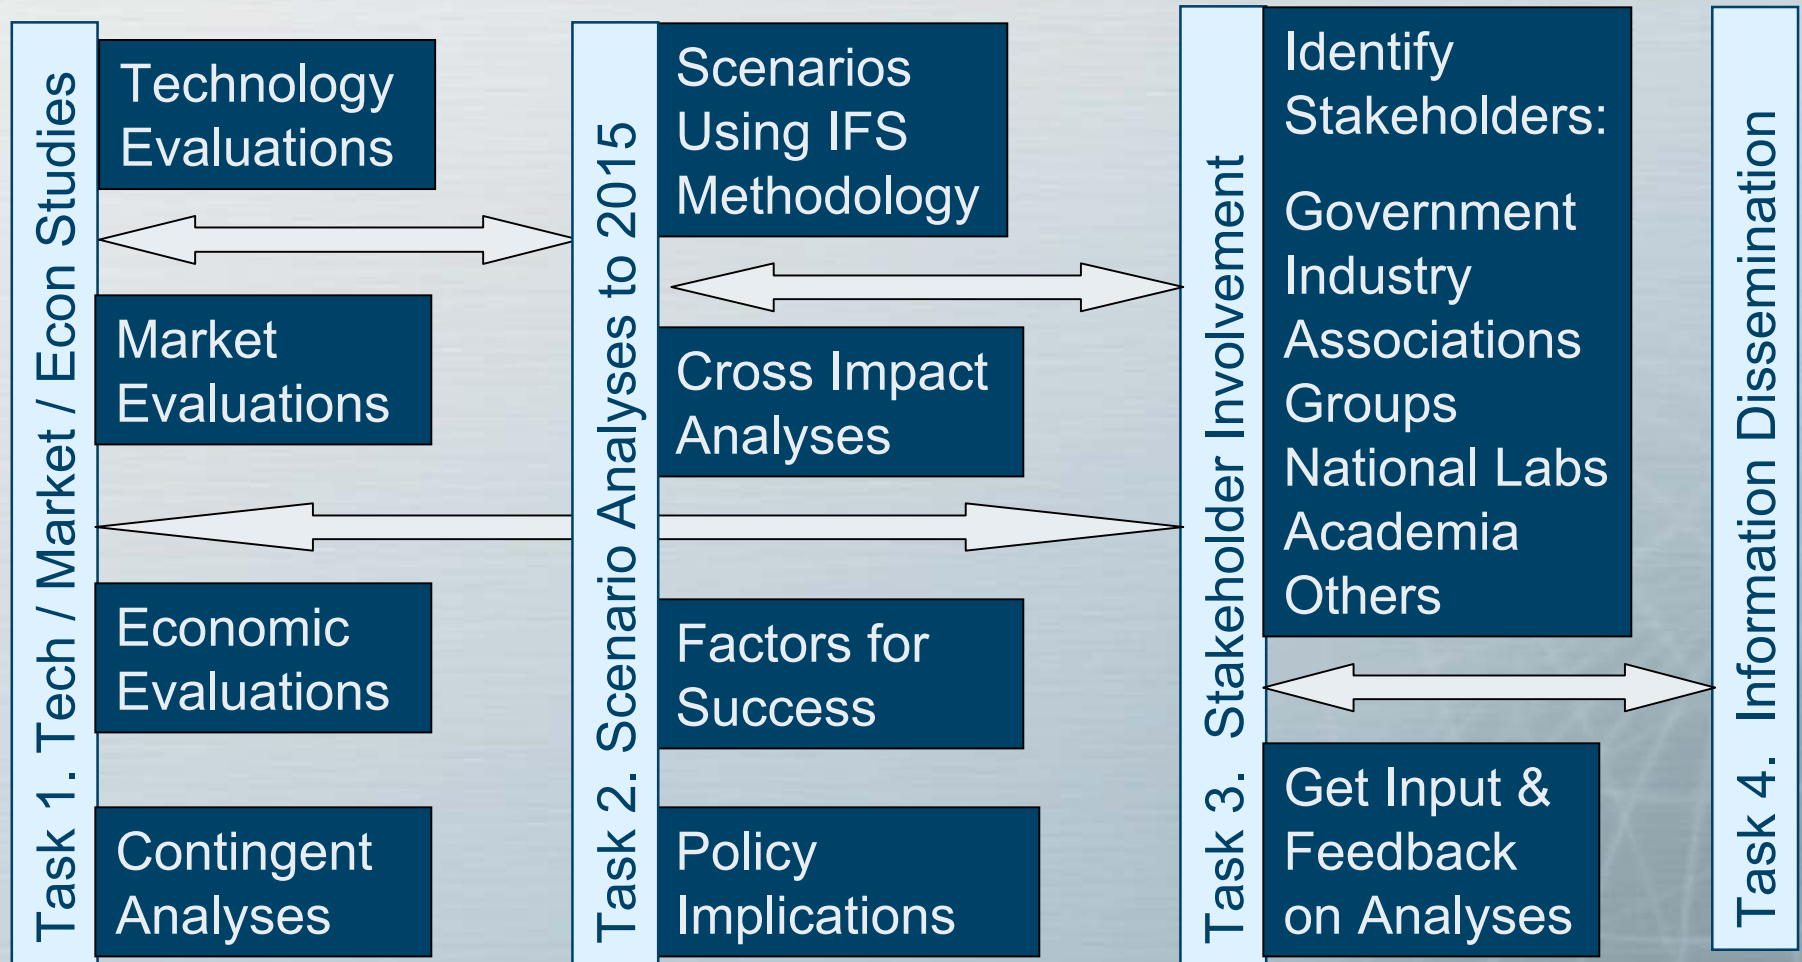 Task 1. Tech / Market / Econ Studies
Technology
Evaluations
Market
Evaluations
Economic
Evaluations
Contingent
Analyses
Task 2. Scenario Analyses to 2015
Scenarios
Using IFS
Methodology
Cross Impact
Analyses
Factors for
Success
Policy
Implications
Task 3. Stakeholder Involvement
Identify
Stakeholders:
Government
Industry
Associations
Groups
National Labs
Academia
Others
Get Input &
Feedback
on Analyses
Task 4. Information Dissemination